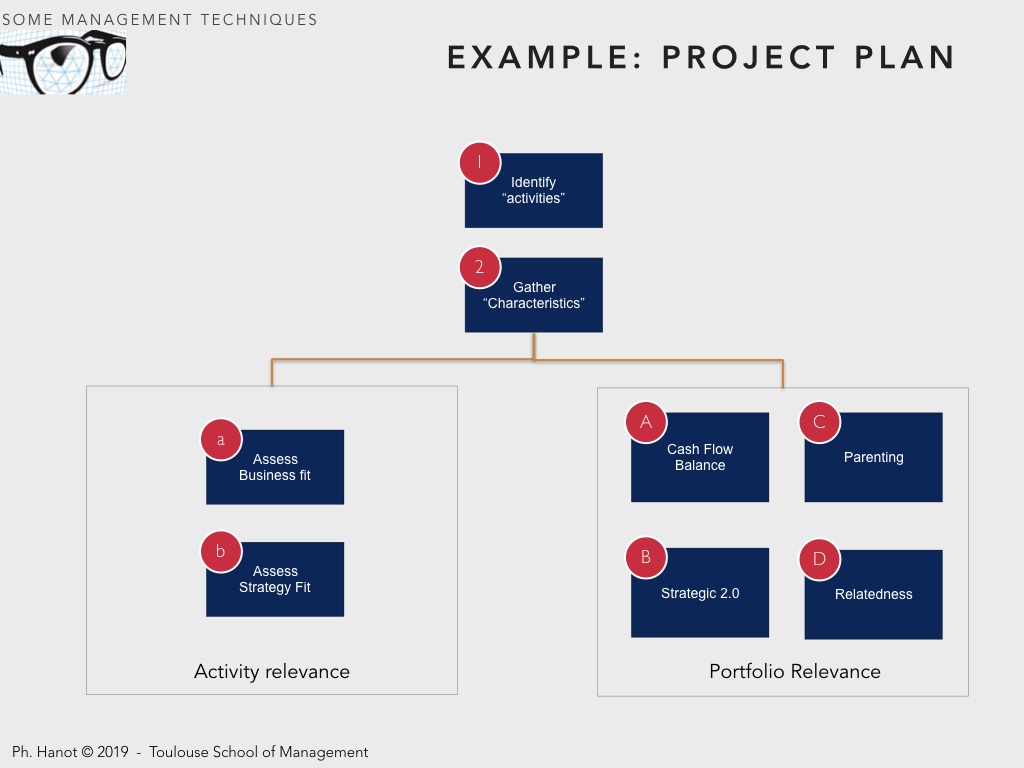 SOME MANAGEMENT TECHNIQUES
EXAMPLE: PROJECT PLAN
1
Identify
“activities”
2
Gather
“Characteristics”
a
Assess
Business fit
b
Assess
Strategy Fit
Activity relevance
A
Cash Flow
Balance
C
Parenting
B
Strategic 2.0
D
Relatedness
Portfolio Relevance
Ph. Hanot © 2019 - Toulouse School of Management